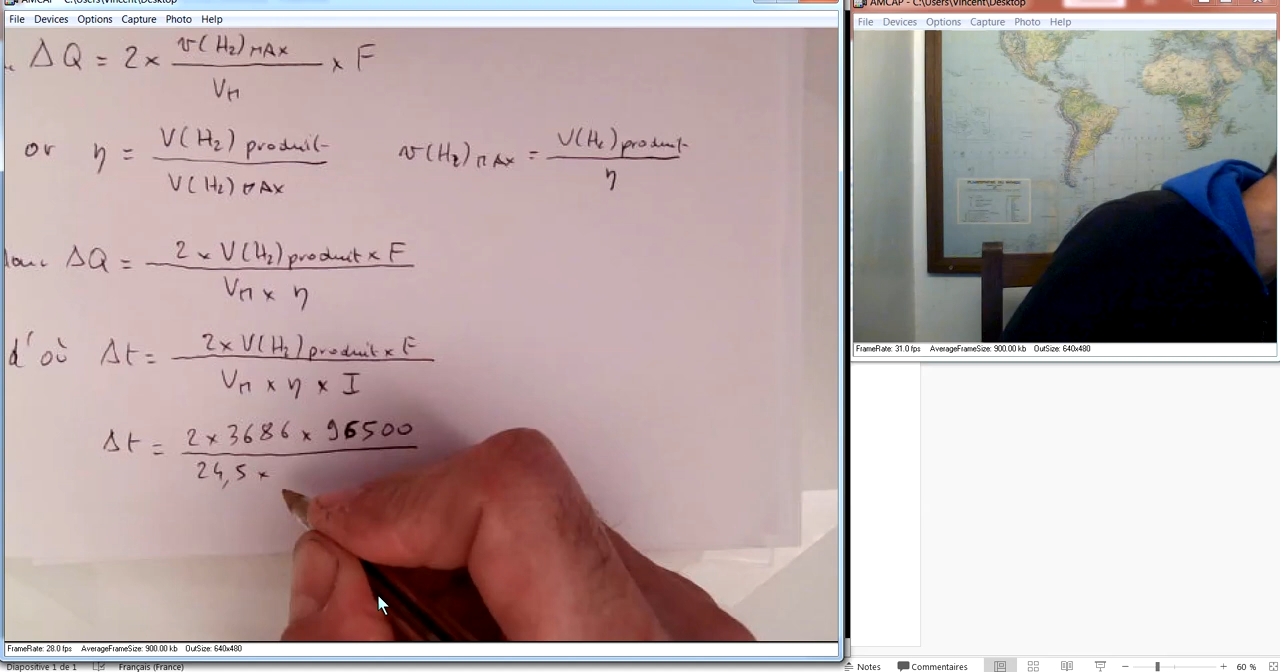 AMCAP - C:\Users\Vincent\Desktop
File Devices Options Capture Photo Help
ΔQ = 2 × v(H₂) MAx / VM × F
or η = V(H₂) produit / V(H₂) MAx
v(H₂) MAx = V(H₂) produit / η
donc ΔQ = 2 × V(H₂) produit × F / VM × η
d'où Δt = 2 × V(H₂) produit × F / VM × η × I
Δt = 2 × 3686 × 96500 / 24,5 ×
FrameRate: 28.0 fps AverageFrameSize: 900.00 kb OutSize: 640x480
AMCAP - C:\Users\Vincent\Desktop
File Devices Options Capture Photo Help
FrameRate: 31.0 fps AverageFrameSize: 900.00 kb OutSize: 640x480
Diapositive 1 de 1 Français (France) Notes Commentaires 60 %